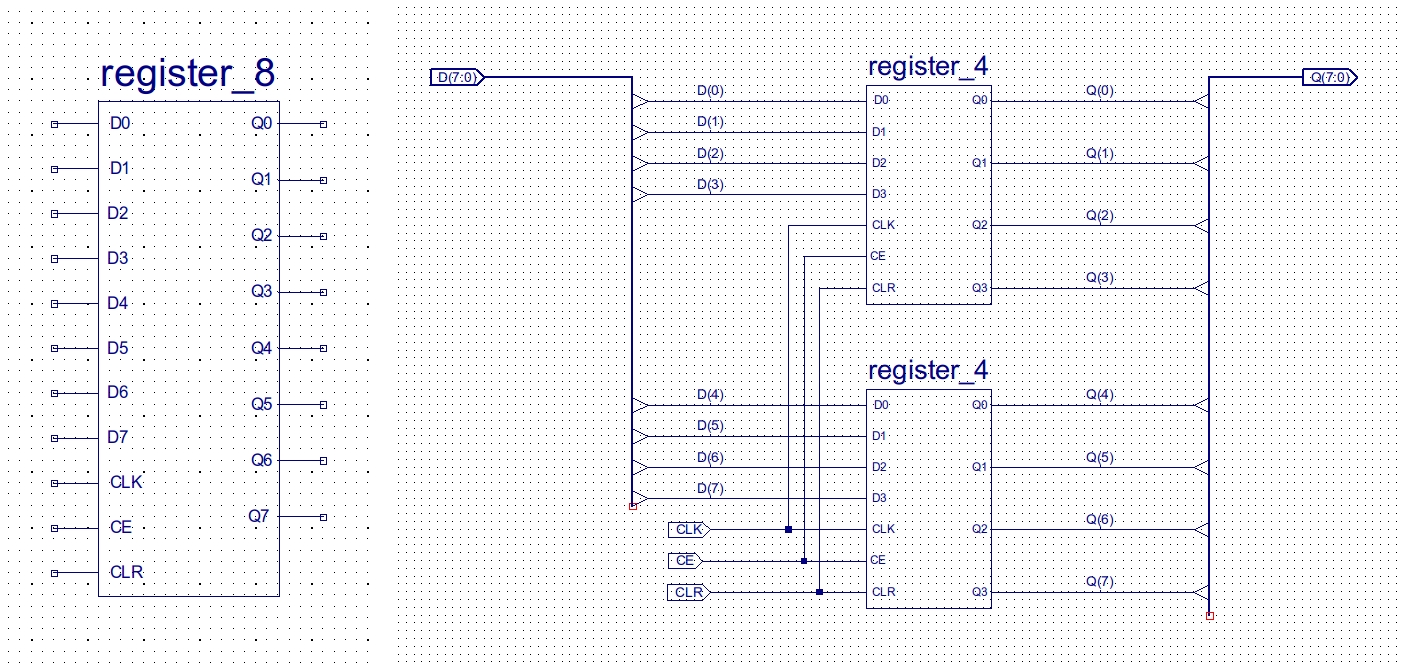 register_8
D0 Q0
D1 Q1
D2 Q2
D3 Q3
D4 Q4
D5 Q5
D6 Q6
D7 Q7
CLK
CE
CLR
D(7:0)
Q(7:0)
register_4
D(0) D0 Q0 Q(0)
D(1) D1
D(2) D2 Q1 Q(1)
D(3) D3
CLK Q2 Q(2)
CE
CLR Q3 Q(3)
register_4
D(4) D0 Q0 Q(4)
D(5) D1
D(6) D2 Q1 Q(5)
D(7) D3
CLK CLK Q2 Q(6)
CE CE
CLR CLR Q3 Q(7)